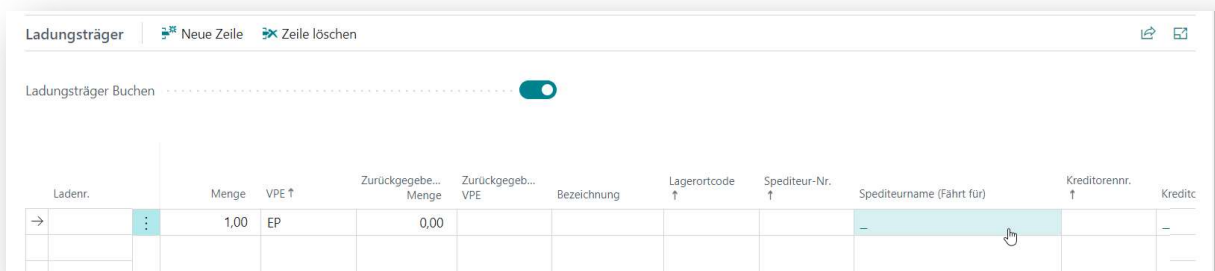 Ladungsträger Neue Zeile Zeile löschen
Ladungsträger Buchen
Zurückgegebe... Zurückgegeb... Lagerortcode Spediteur-Nr. Kreditorennr.
Ladenr. Menge VPE ↑ Menge VPE Bezeichnung ↑ ↑ Spediteurname (Fährt für) ↑ Kreditc
→ 1,00 EP 0,00 _ _